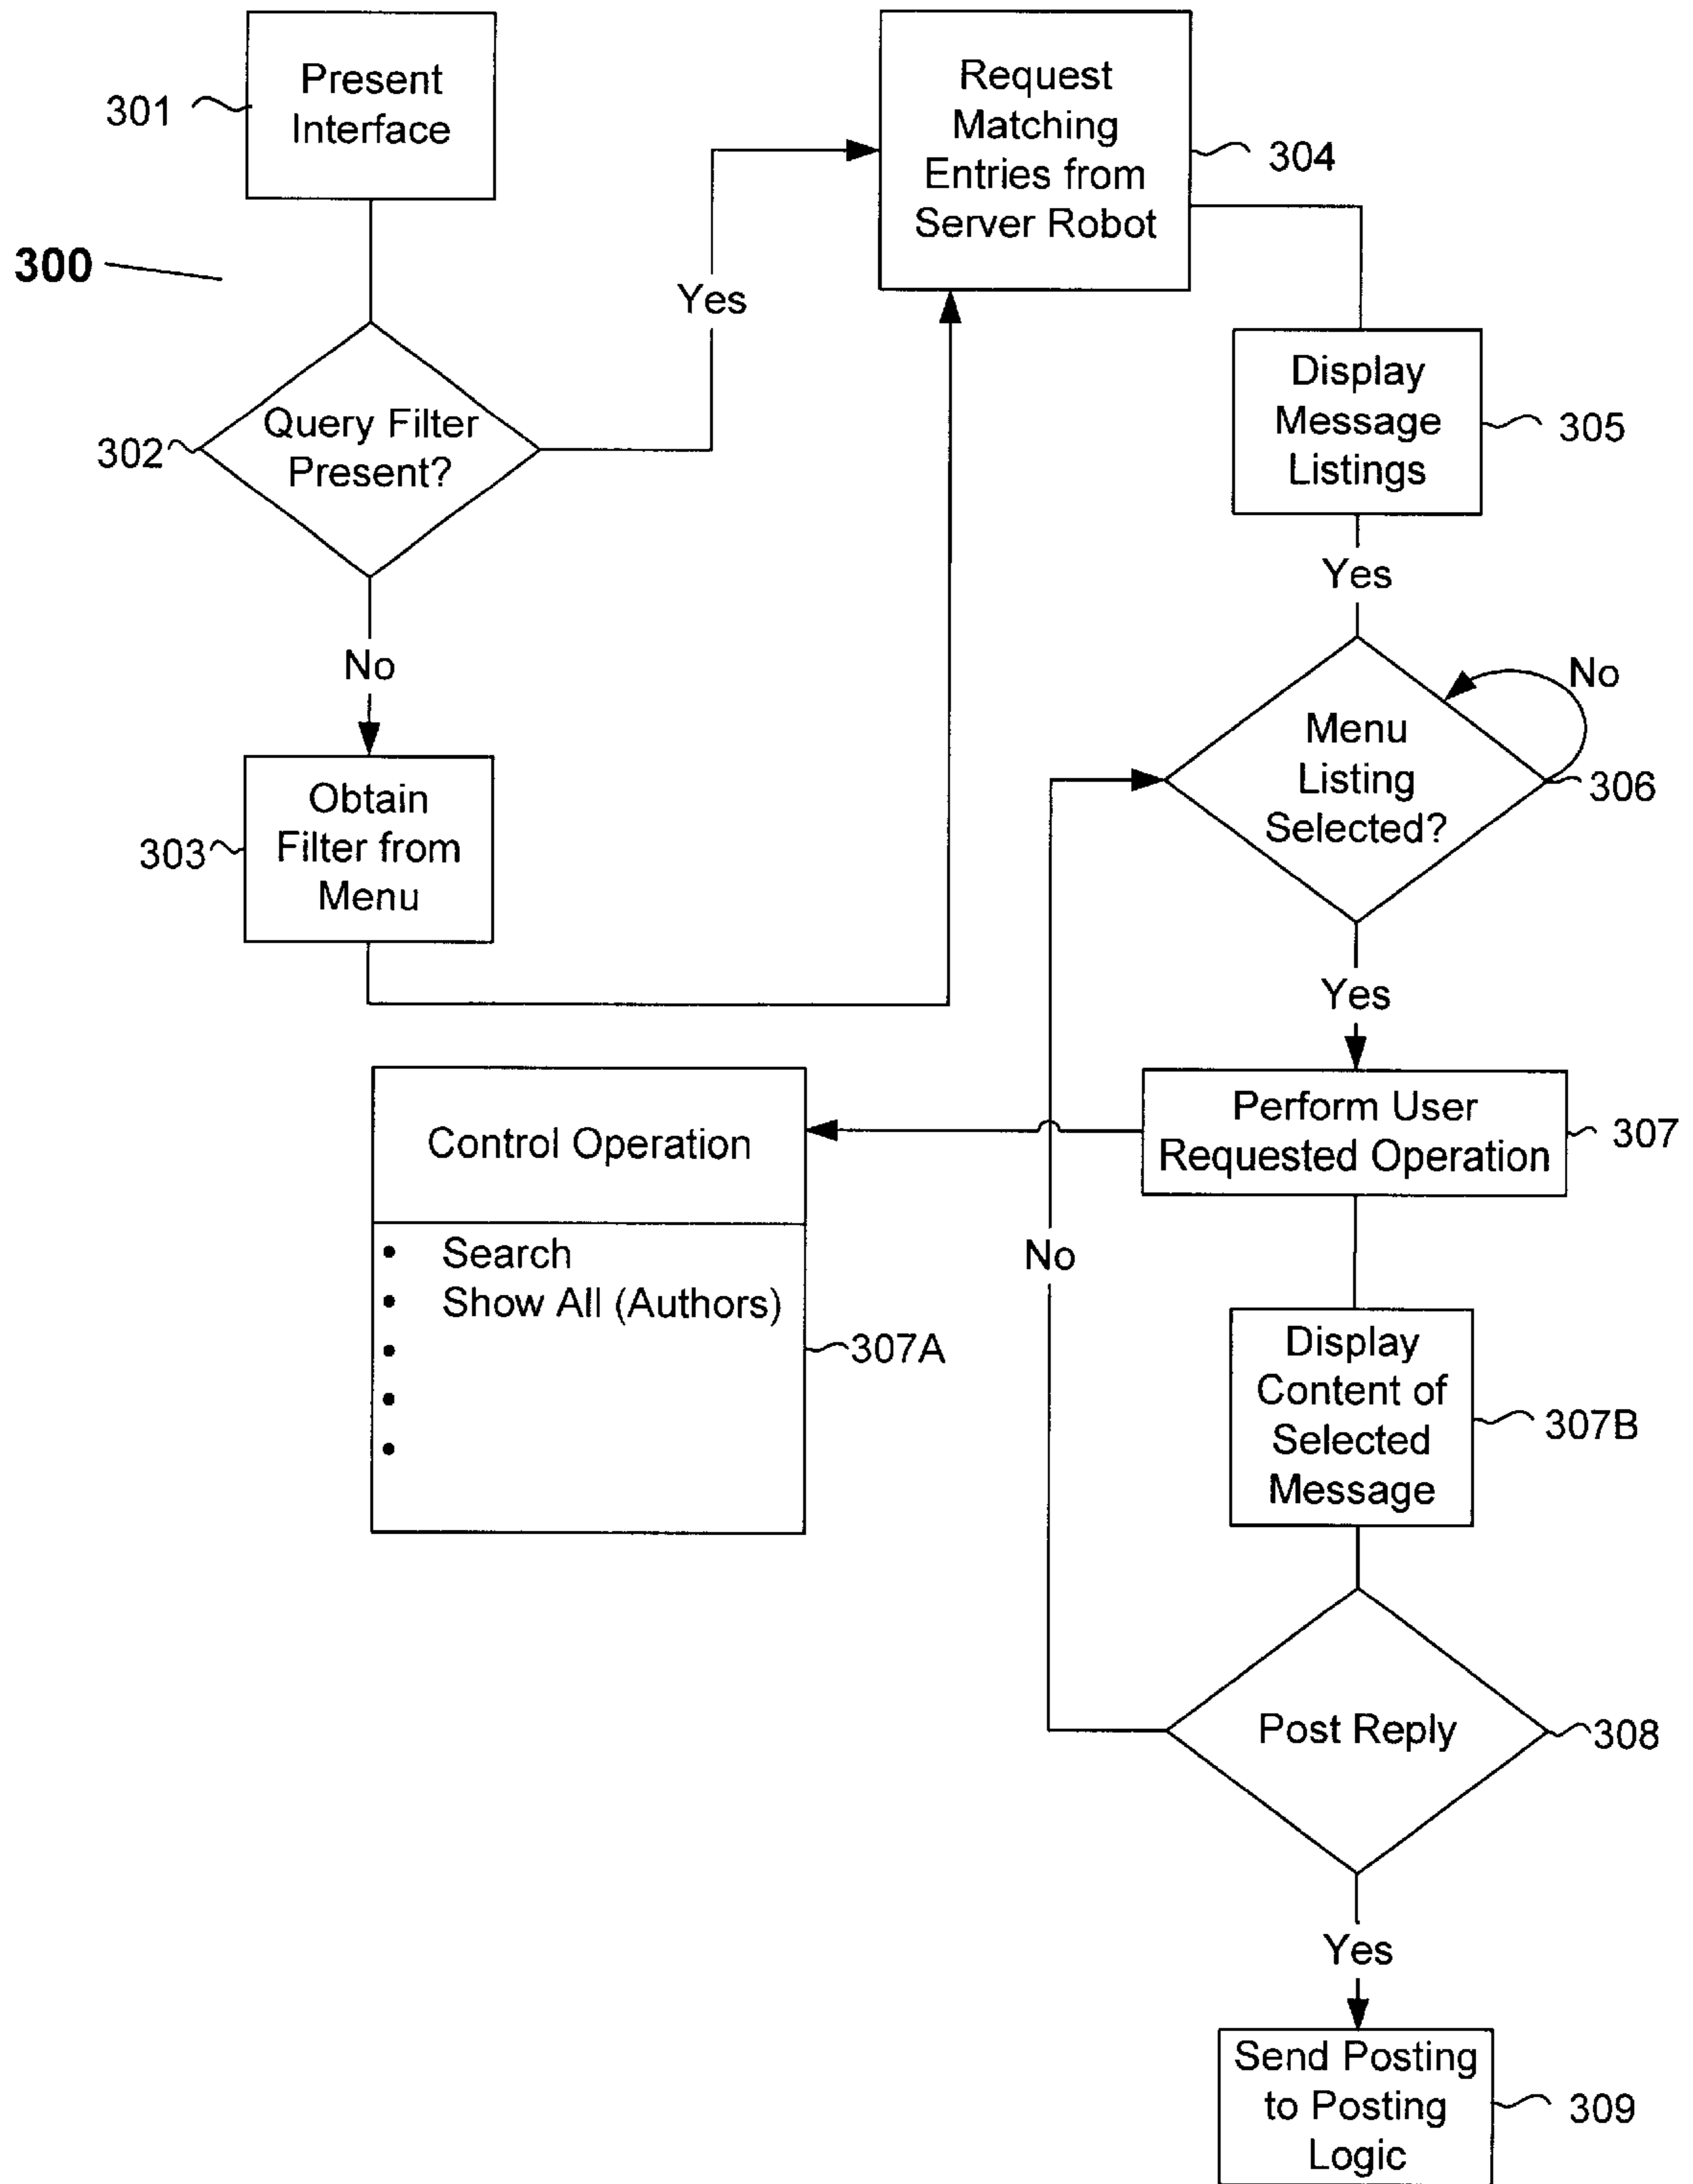 Present
Interface
301
300
Query Filter
Present?
302
Yes
No
Obtain
Filter from
Menu
303
Request
Matching
Entries from
Server Robot
304
Display
Message
Listings
305
Yes
Menu
Listing
Selected?
No
306
Yes
Perform User
Requested Operation
307
Control Operation
• Search
• Show All (Authors)
•
•
•
307A
No
Display
Content of
Selected
Message
307B
Post Reply
308
Yes
Send Posting
to Posting
Logic
309